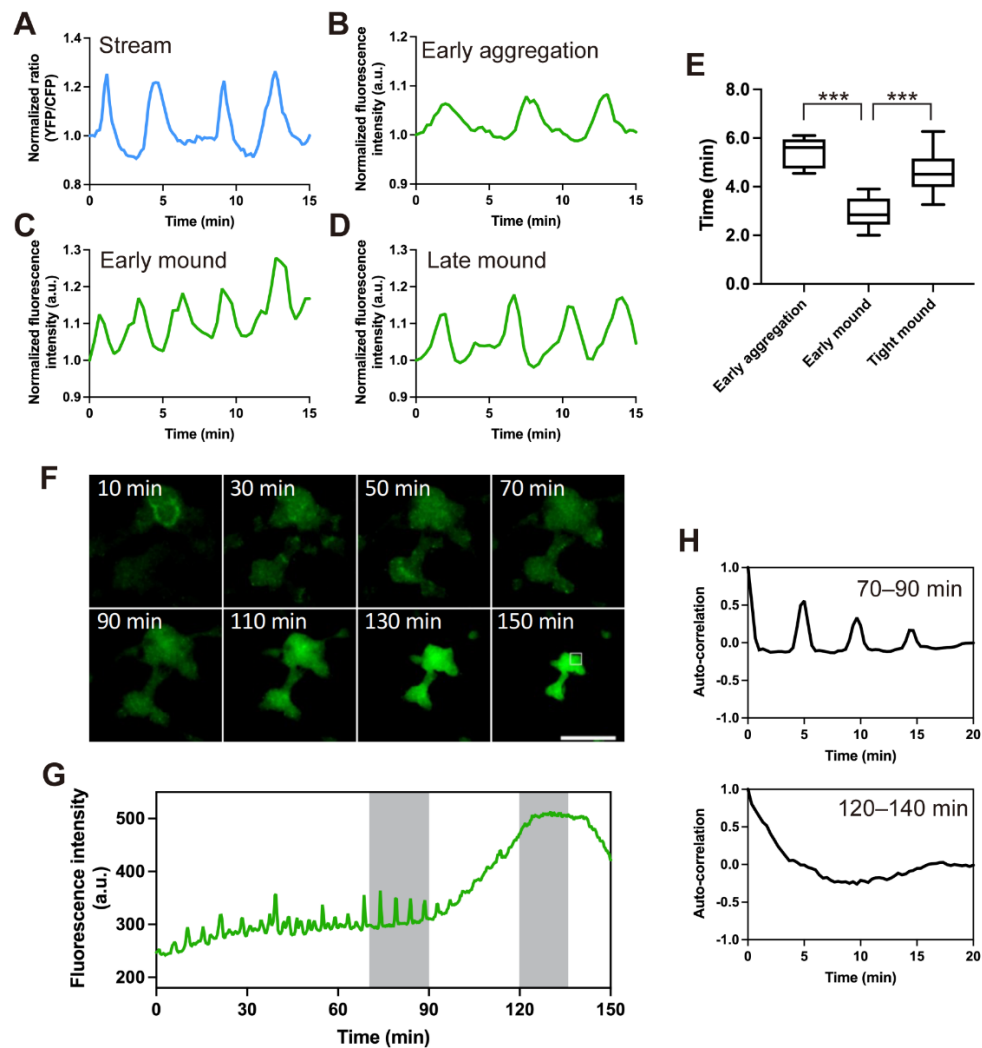 A
Stream
Normalized ratio
(YFP/CFP)
1.4
1.2
1.0
0.8
0 5 10 15
Time (min)
B
Early aggregation
Normalized fluorescence
intensity (a.u.)
1.2
1.1
1.0
0.9
0 5 10 15
Time (min)
C
Early mound
Normalized fluorescence
intensity (a.u.)
1.3
1.2
1.1
1.0
0.9
0 5 10 15
Time (min)
D
Late mound
Normalized fluorescence
intensity (a.u.)
1.3
1.2
1.1
1.0
0.9
0 5 10 15
Time (min)
E
*** ***
Time (min)
8.0
6.0
4.0
2.0
0.0
Early aggregation
Early mound
Tight mound
F
10 min 30 min 50 min 70 min
90 min 110 min 130 min 150 min
G
Fluorescence intensity
(a.u.)
500
400
300
200
0 30 60 90 120 150
Time (min)
H
70–90 min
Auto-correlation
1.0
0.5
0.0
-0.5
-1.0
0 5 10 15 20
Time (min)
120–140 min
Auto-correlation
1.0
0.5
0.0
-0.5
-1.0
0 5 10 15 20
Time (min)